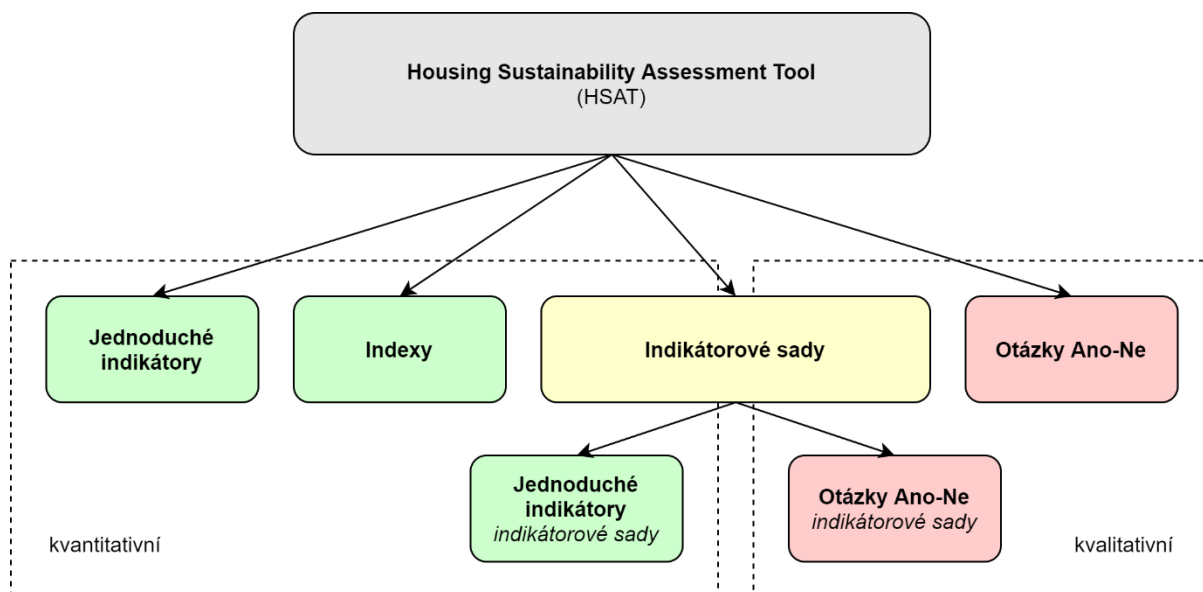 Housing Sustainability Assessment Tool
(HSAT)
Jednoduché
indikátory
Indexy
Indikátorové sady
Otázky Ano-Ne
Jednoduché
indikátory
indikátorové sady
Otázky Ano-Ne
indikátorové sady
kvantitativní
kvalitativní